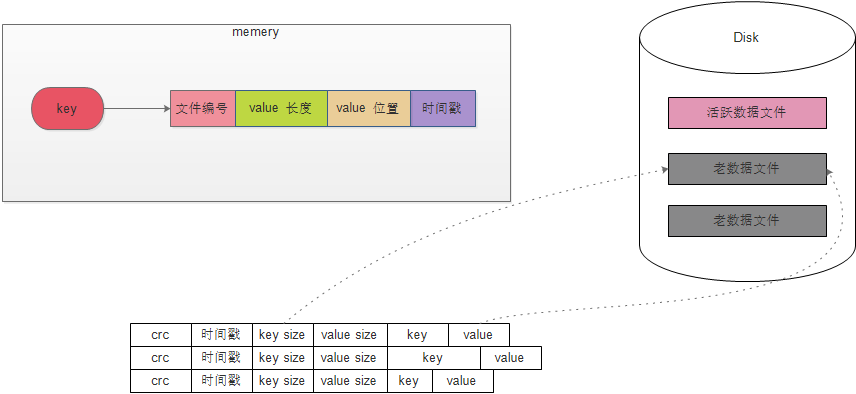 memery
key
文件编号 value 长度 value 位置 时间戳
Disk
活跃数据文件
老数据文件
老数据文件
crc 时间戳 key size value size key value
crc 时间戳 key size value size key value
crc 时间戳 key size value size key value